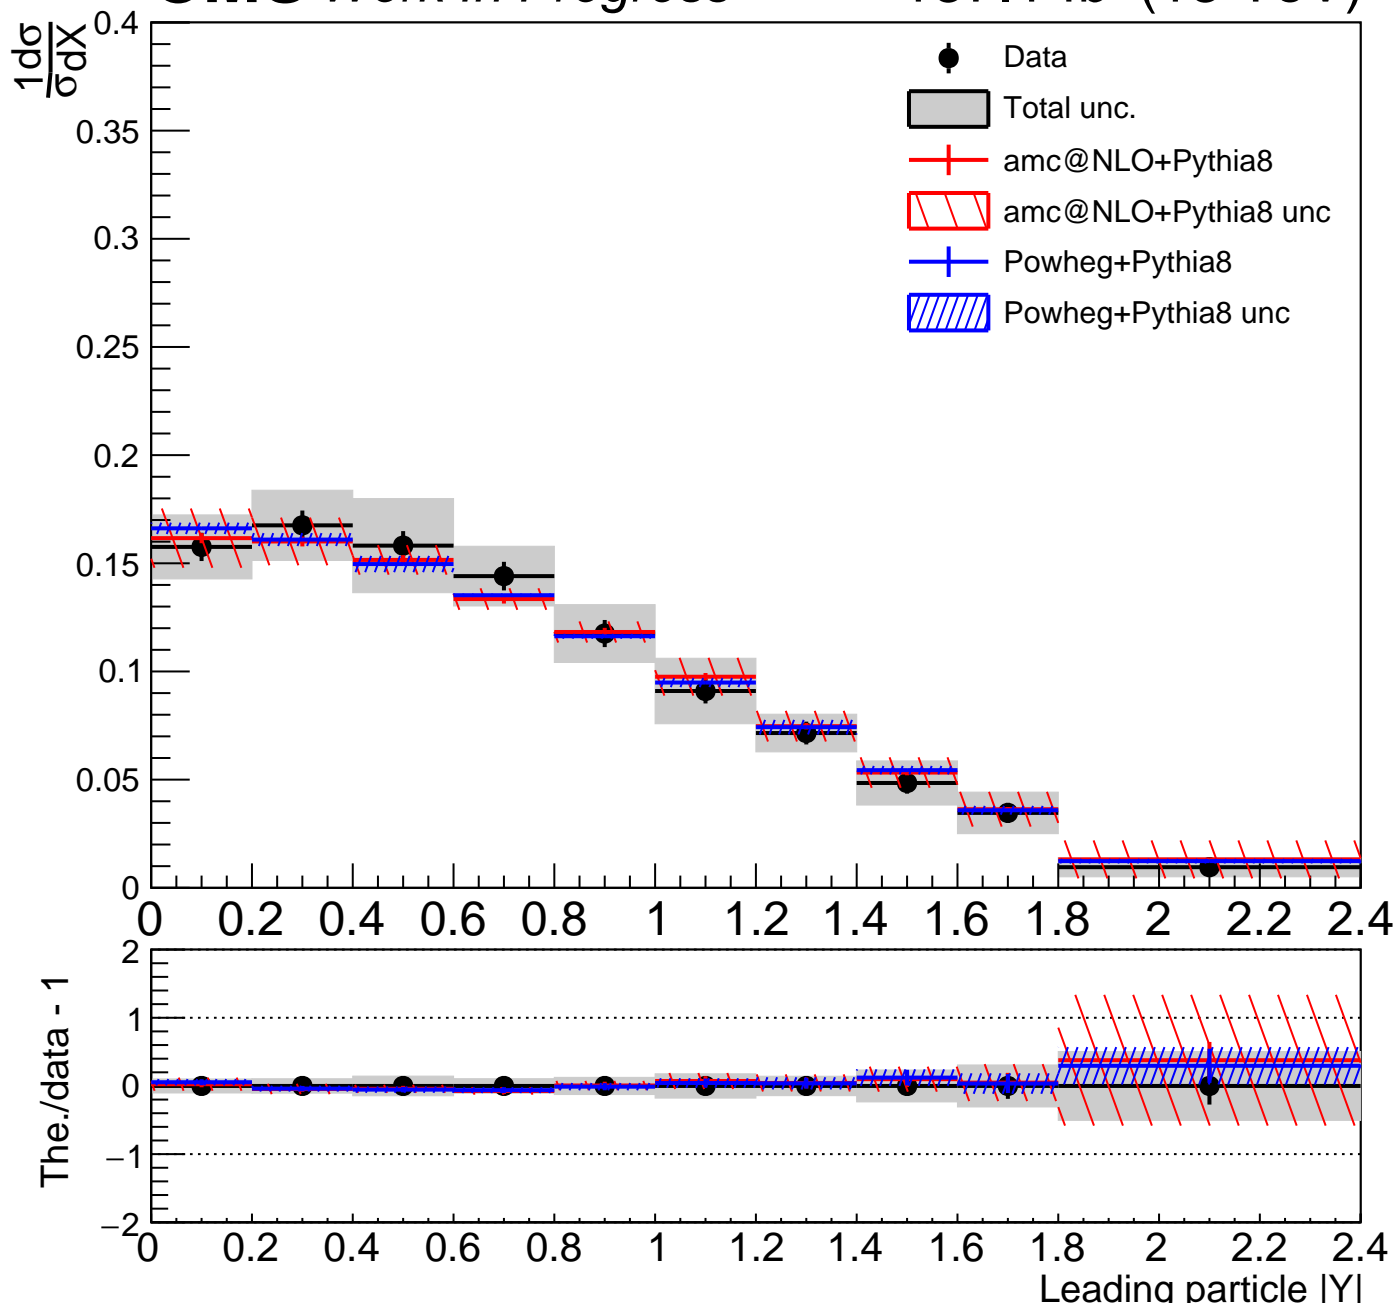 CMS Work in Progress
(13 TeV)
1dσ
σdX
0.4
0.35
0.3
0.25
0.2
0.15
0.1
0.05
0
Data
Total unc.
amc@NLO+Pythia8
amc@NLO+Pythia8 unc
Powheg+Pythia8
Powheg+Pythia8 unc
0 0.2 0.4 0.6 0.8 1 1.2 1.4 1.6 1.8 2 2.2 2.4
The./data - 1
2
1
0
−1
−2
0 0.2 0.4 0.6 0.8 1 1.2 1.4 1.6 1.8 2 2.2 2.4
Leading particle |Y|